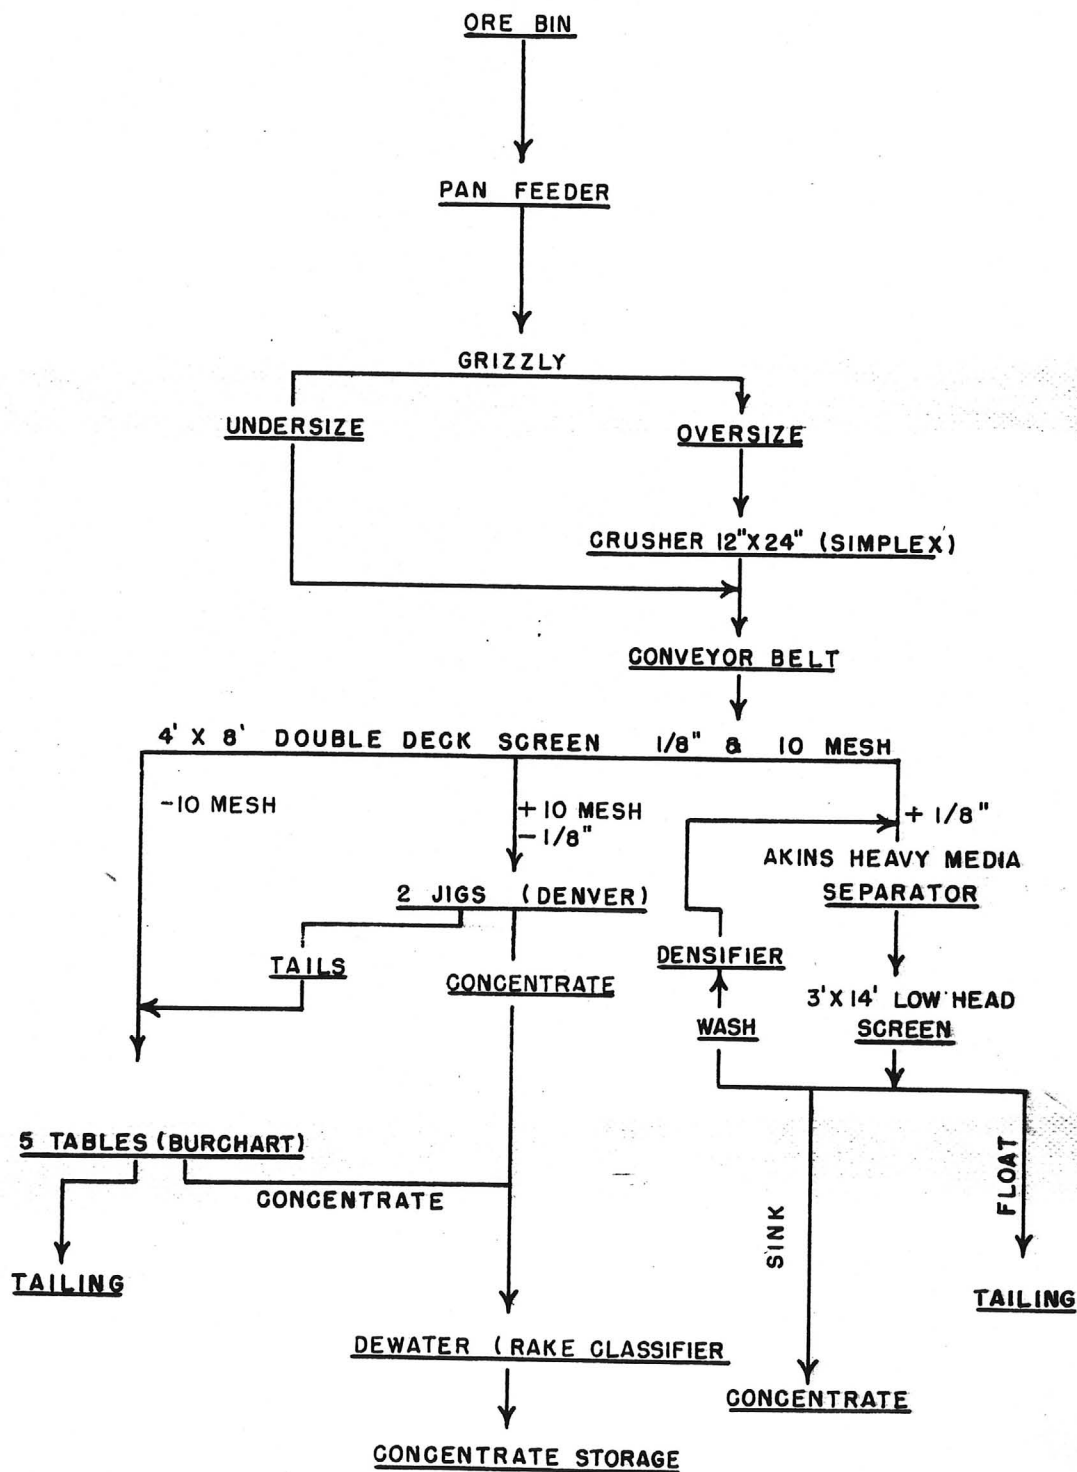 ORE BIN
PAN FEEDER
GRIZZLY
UNDERSIZE
OVERSIZE
CRUSHER 12"X24" (SIMPLEX)
CONVEYOR BELT
4' X 8' DOUBLE DECK SCREEN 1/8" & 10 MESH
-10 MESH
+ 10 MESH
- 1/8"
+ 1/8"
AKINS HEAVY MEDIA
SEPARATOR
2 JIGS (DENVER)
TAILS
CONCENTRATE
DENSIFIER
3'X14' LOW HEAD
SCREEN
WASH
5 TABLES (BURCHART)
CONCENTRATE
SINK
FLOAT
TAILING
TAILING
DEWATER (RAKE CLASSIFIER
CONCENTRATE
CONCENTRATE STORAGE